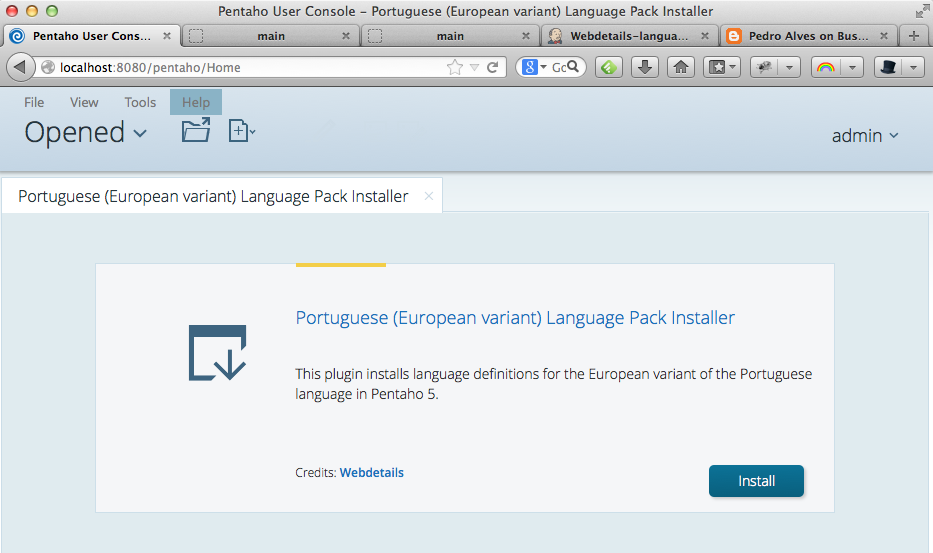 Pentaho User Console – Portuguese (European variant) Language Pack Installer
Pentaho User Cons...
main
main
Webdetails-langua...
Pedro Alves on Bus...
localhost:8080/pentaho/Home
Go
File View Tools Help
Opened
admin
Portuguese (European variant) Language Pack Installer
Portuguese (European variant) Language Pack Installer
This plugin installs language definitions for the European variant of the Portuguese
language in Pentaho 5.
Credits: Webdetails
Install